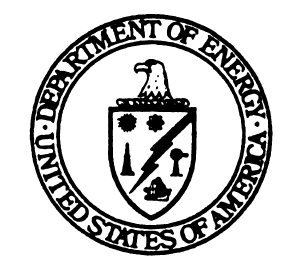 · DEPARTMENT OF ENERGY ·
UNITED STATES OF AMERICA